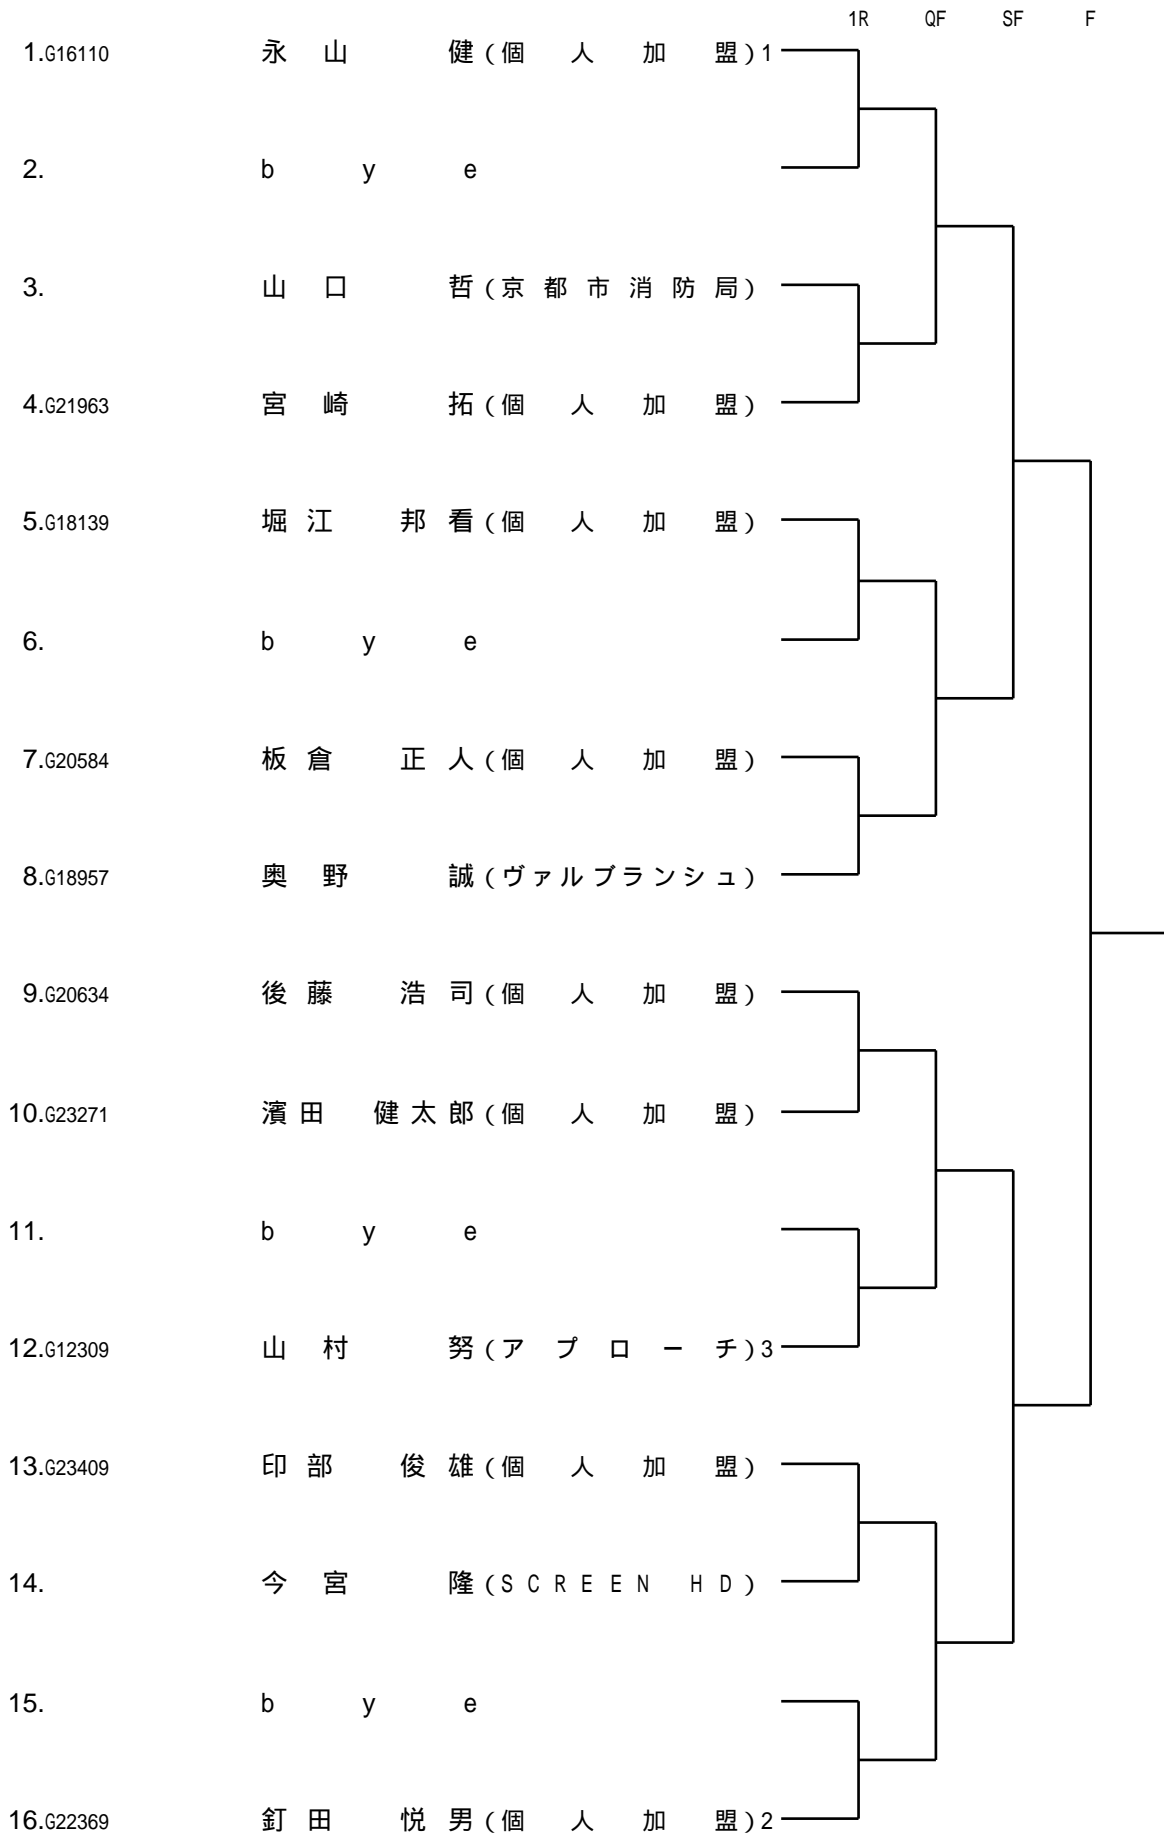 1R QF SF F
1.G16110 永山 健(個人加盟)1
2. bye
3. 山口 哲(京都市消防局)
4.G21963 宮崎 拓(個人加盟)
5.G18139 堀江 邦看(個人加盟)
6. bye
7.G20584 板倉 正人(個人加盟)
8.G18957 奥野 誠(ヴァルブランシュ)
9.G20634 後藤 浩司(個人加盟)
10.G23271 濱田 健太郎(個人加盟)
11. bye
12.G12309 山村 努(アプローチ)3
13.G23409 印部 俊雄(個人加盟)
14. 今宮 隆(SCREEN HD)
15. bye
16.G22369 釘田 悦男(個人加盟)2